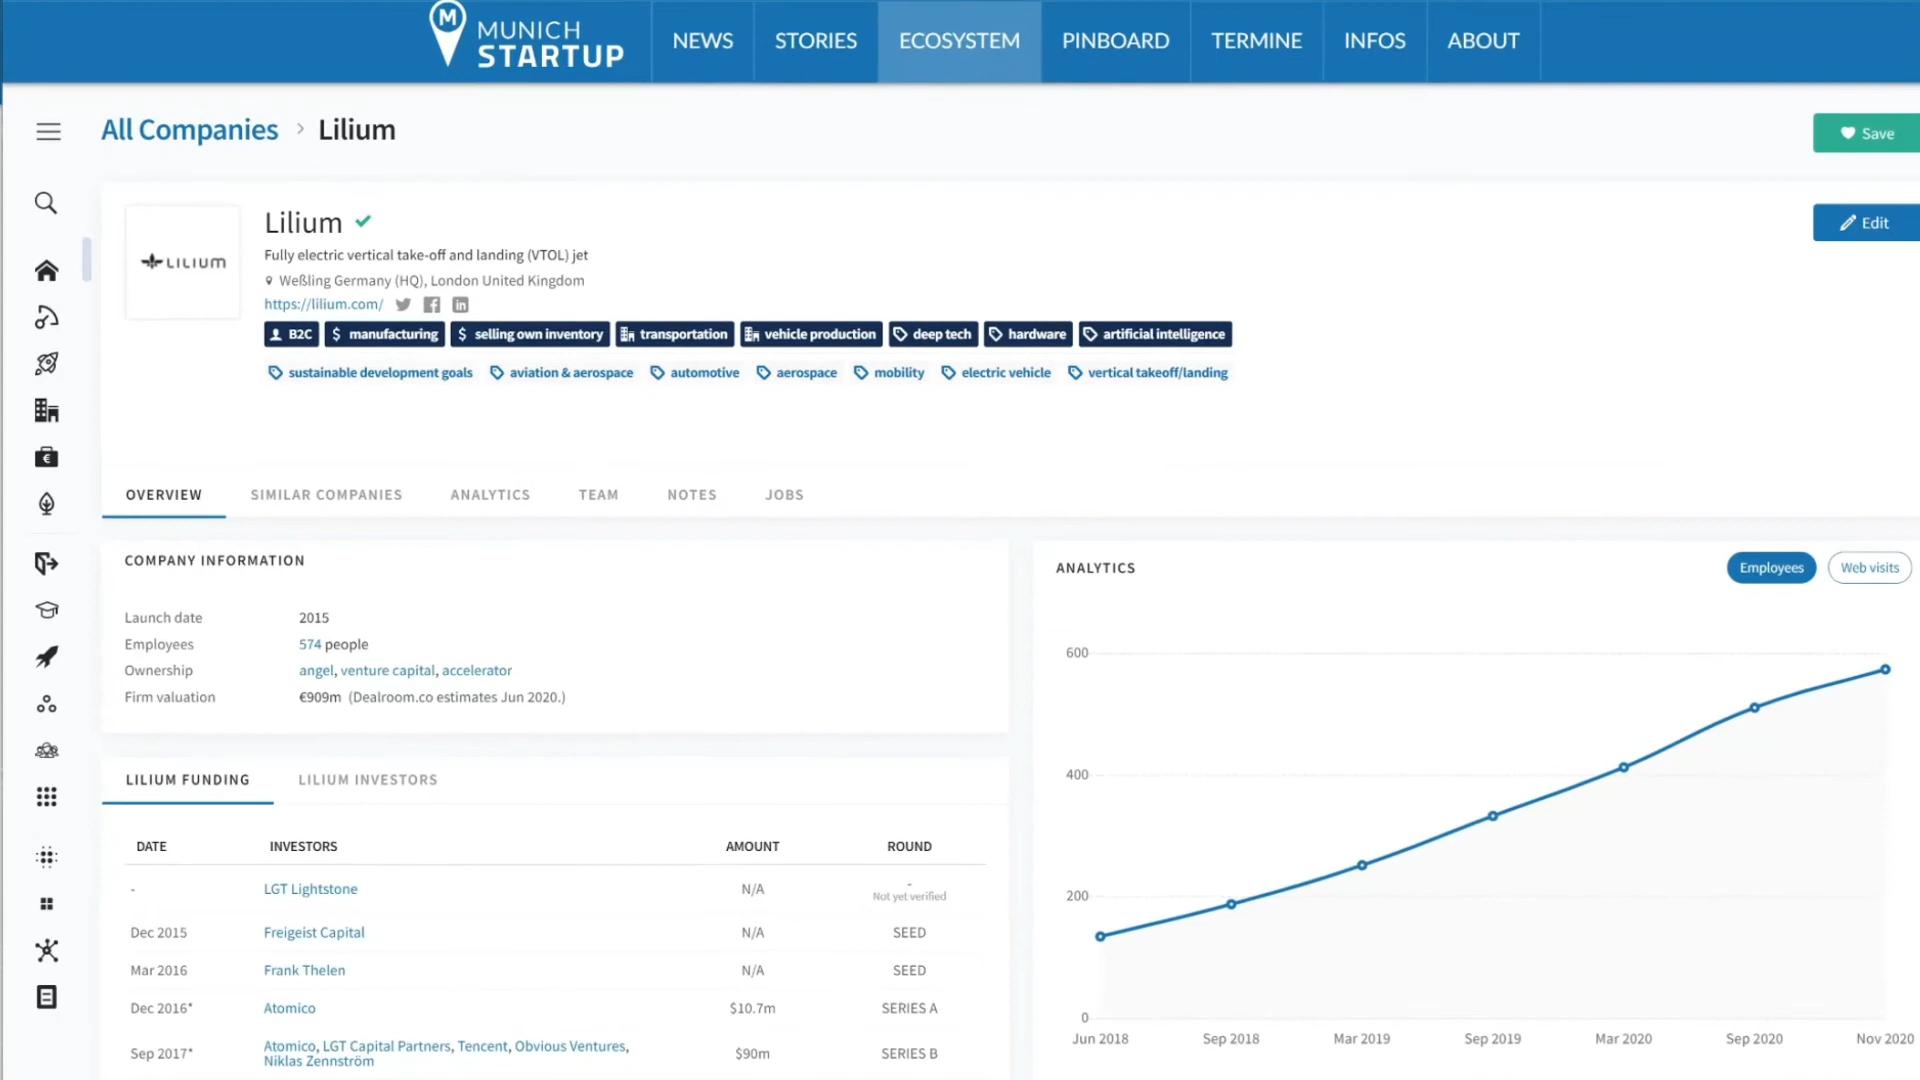 M MUNICH STARTUP NEWS STORIES ECOSYSTEM PINBOARD TERMINE INFOS ABOUT
All Companies > Lilium
Save
LILIUM
Lilium
Edit
Fully electric vertical take-off and landing (VTOL) jet
Weßling Germany (HQ), London United Kingdom
https://lilium.com/
B2C $ manufacturing $ selling own inventory transportation vehicle production deep tech hardware artificial intelligence
sustainable development goals aviation & aerospace automotive aerospace mobility electric vehicle vertical takeoff/landing
OVERVIEW SIMILAR COMPANIES ANALYTICS TEAM NOTES JOBS
COMPANY INFORMATION
Launch date 2015
Employees 574 people
Ownership angel, venture capital, accelerator
Firm valuation €909m (Dealroom.co estimates Jun 2020.)
LILIUM FUNDING LILIUM INVESTORS
DATE INVESTORS AMOUNT ROUND
- LGT Lightstone N/A -
Not yet verified
Dec 2015 Freigeist Capital N/A SEED
Mar 2016 Frank Thelen N/A SEED
Dec 2016* Atomico $10.7m SERIES A
Sep 2017* Atomico, LGT Capital Partners, Tencent, Obvious Ventures, $90m SERIES B
Niklas Zennström
ANALYTICS Employees Web visits
600
400
200
0
Jun 2018 Sep 2018 Mar 2019 Sep 2019 Mar 2020 Sep 2020 Nov 2020